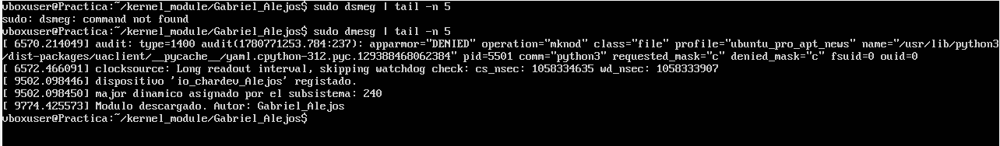 vboxuser@Practica:~/kernel_module/Gabriel_Alejos$ sudo dsmeg | tail -n 5
sudo: dsmeg: command not found
vboxuser@Practica:~/kernel_module/Gabriel_Alejos$ sudo dmesg | tail -n 5
[ 6570.214049] audit: type=1400 audit(1780771253.784:237): apparmor="DENIED" operation="mknod" class="file" profile="ubuntu_pro_apt_news" name="/usr/lib/python3
/dist-packages/uaclient/__pycache__/yaml.cpython-312.pyc.129388468062384" pid=5501 comm="python3" requested_mask="c" denied_mask="c" fsuid=0 ouid=0
[ 6572.466091] clocksource: Long readout interval, skipping watchdog check: cs_nsec: 1058334635 wd_nsec: 1058333907
[ 9502.098446] dispositivo 'io_chardev_Alejos' registado.
[ 9502.098450] major dinamico asignado por el subsistema: 240
[ 9774.425573] Modulo descargado. Autor: Gabriel_Alejos
vboxuser@Practica:~/kernel_module/Gabriel_Alejos$